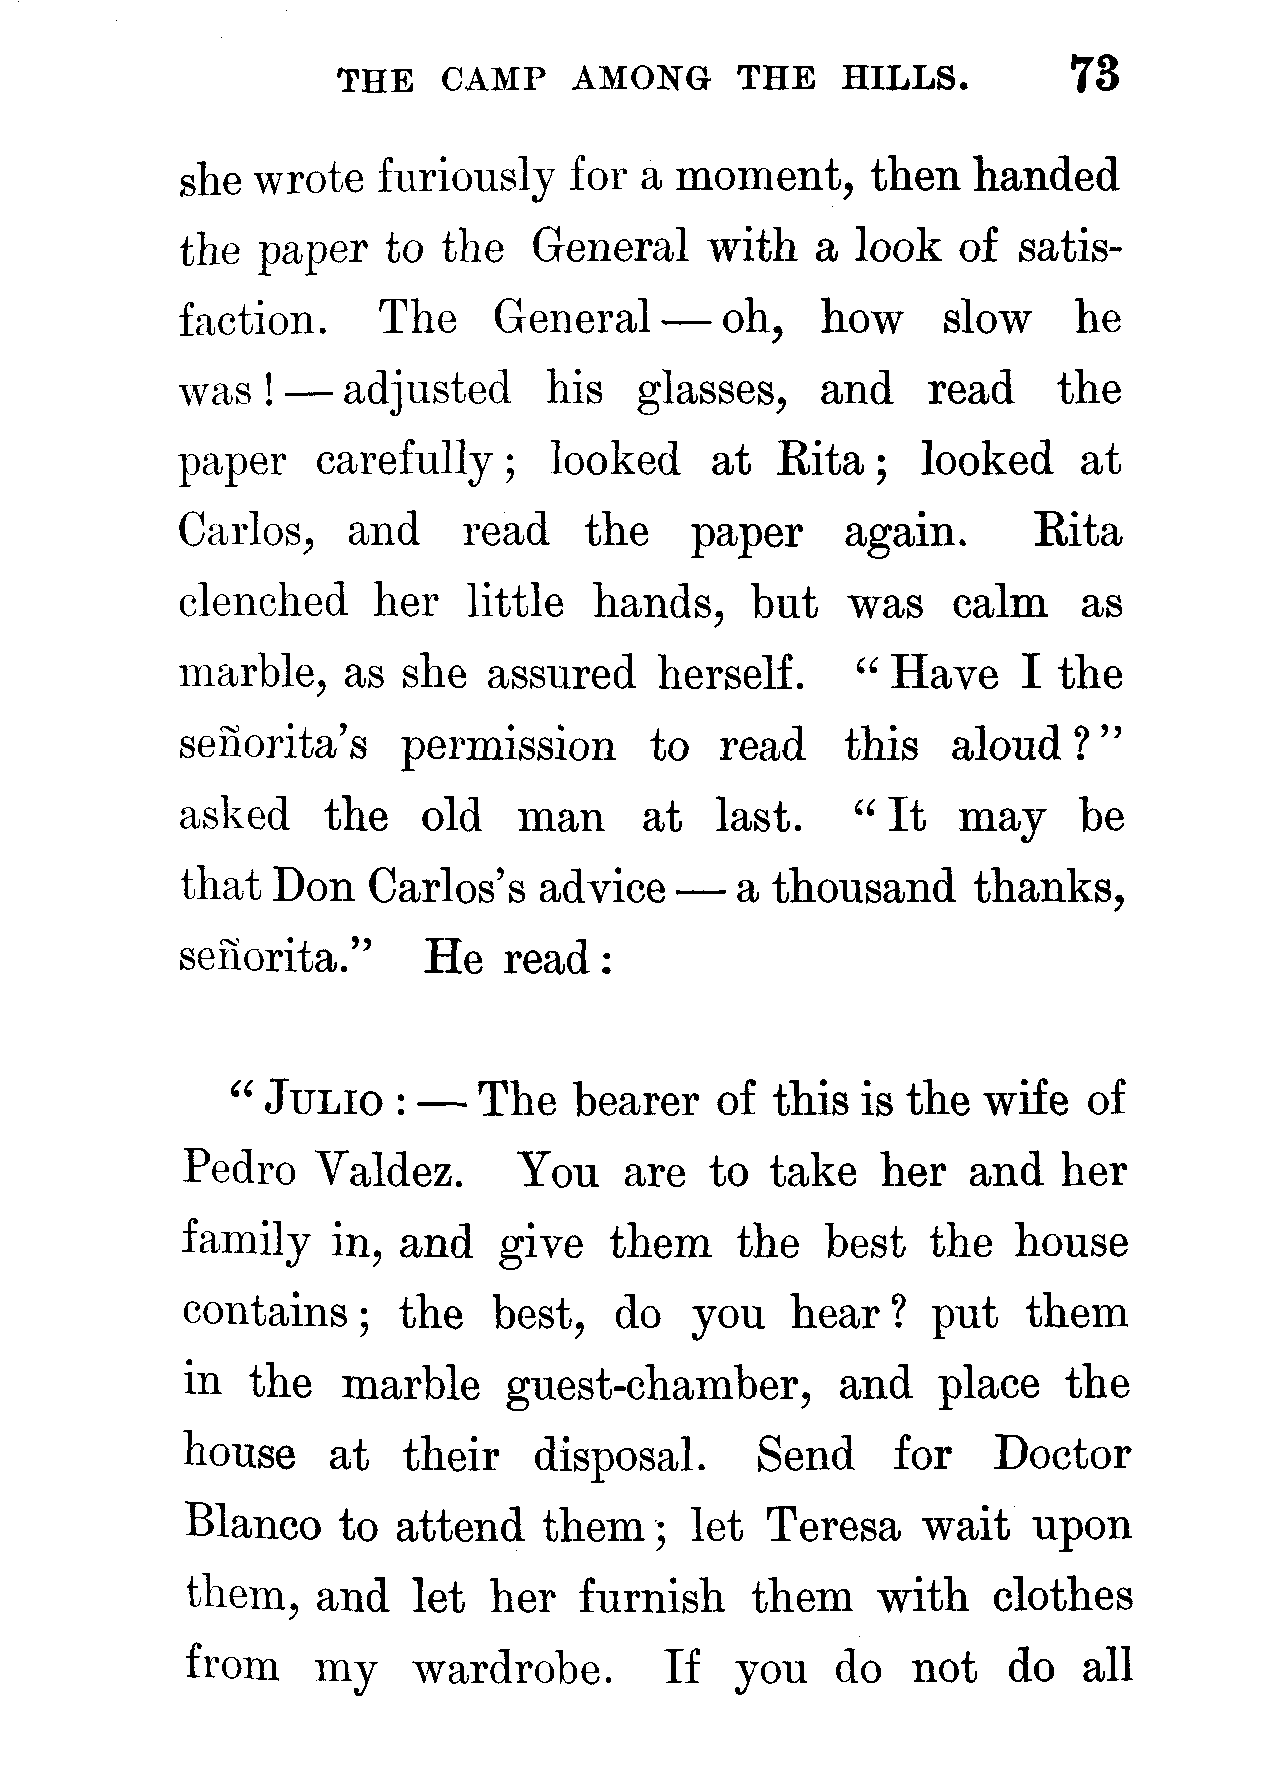 THE CAMP AMONG THE HILLS. 73
she wrote furiously for a moment, then handed
the paper to the General with a look of satis-
faction. The General — oh, how slow he
was! — adjusted his glasses, and read the
paper carefully; looked at Rita; looked at
Carlos, and read the paper again. Rita
clenched her little hands, but was calm as
marble, as she assured herself. "Have I the
señorita's permission to read this aloud?"
asked the old man at last. "It may be
that Don Carlos's advice — a thousand thanks,
señorita." He read:
"JULIO: — The bearer of this is the wife of
Pedro Valdez. You are to take her and her
family in, and give them the best the house
contains; the best, do you hear? put them
in the marble guest-chamber, and place the
house at their disposal. Send for Doctor
Blanco to attend them; let Teresa wait upon
them, and let her furnish them with clothes
from my wardrobe. If you do not do all